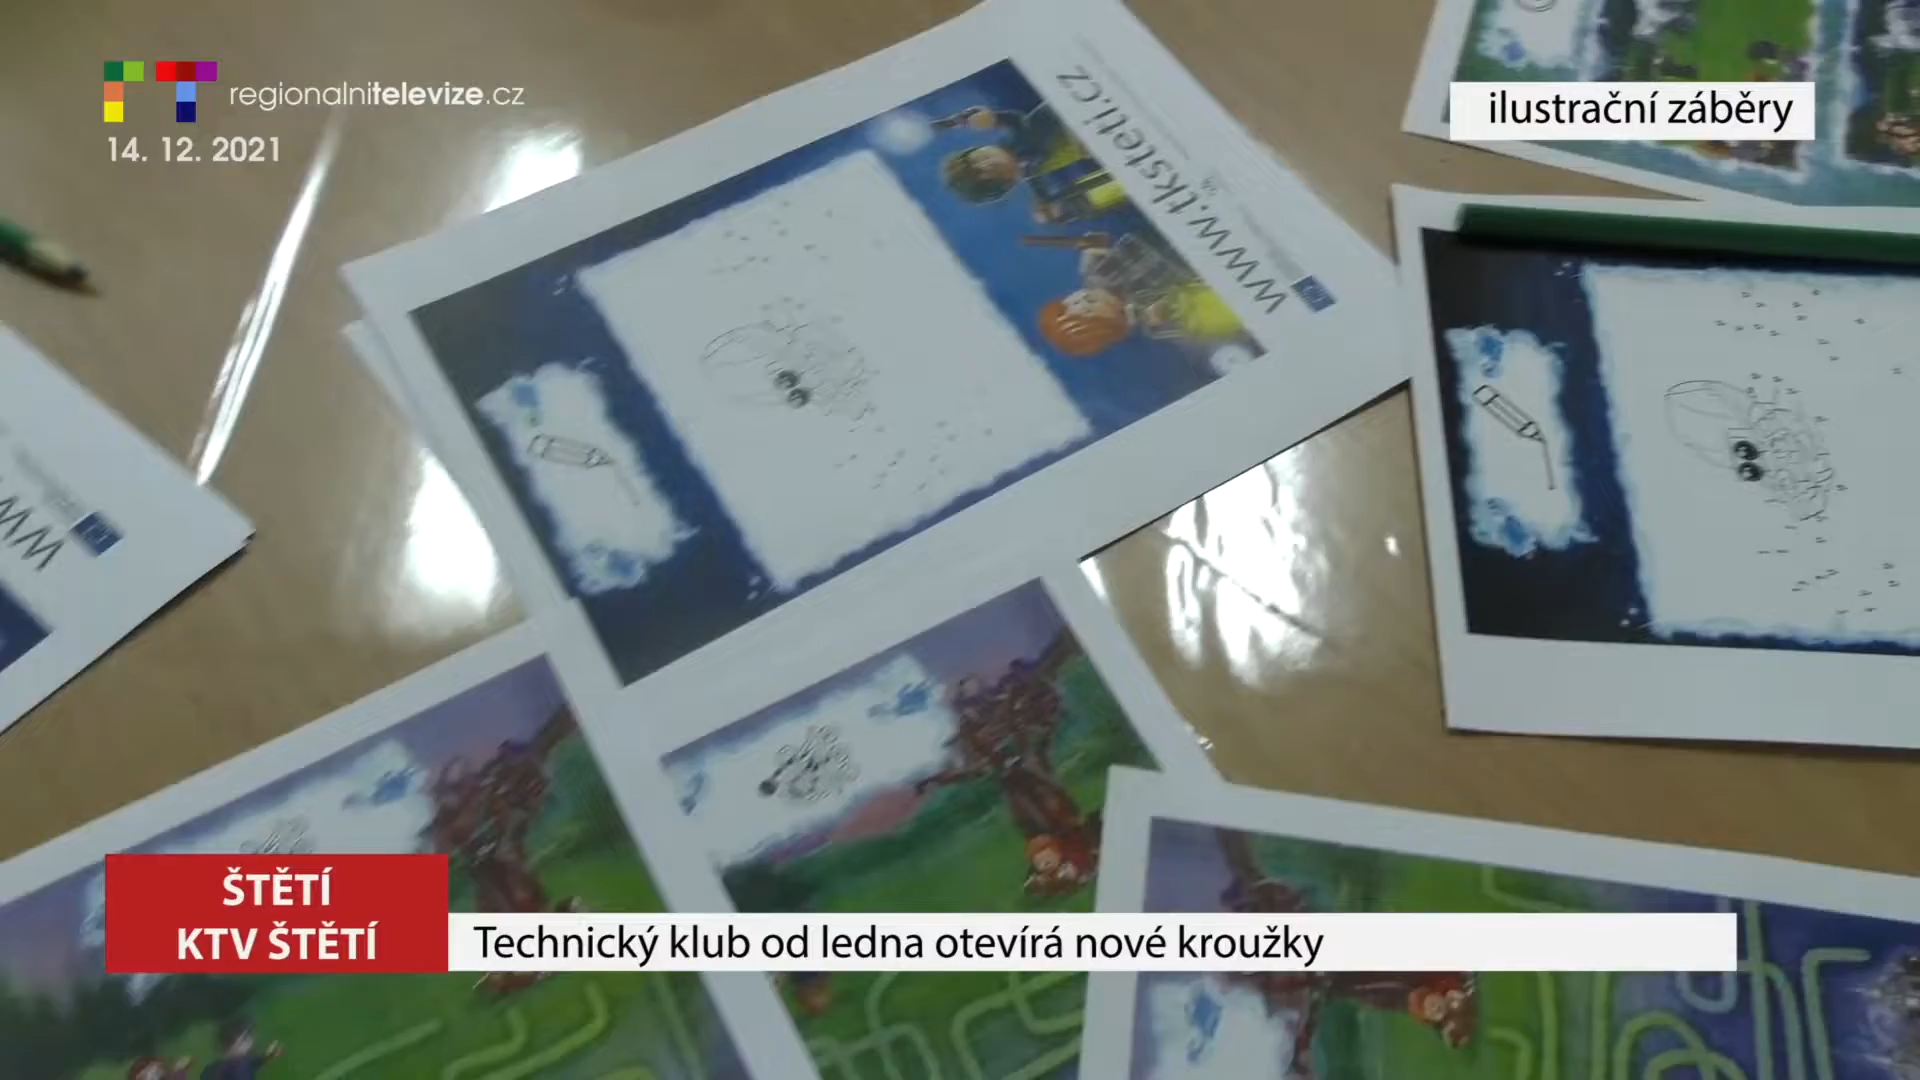 regionalnitelevize.cz
14. 12. 2021
ilustrační záběry
www.tksteti.cz
ŠTĚTÍ
KTV ŠTĚTÍ
Technický klub od ledna otevírá nové kroužky